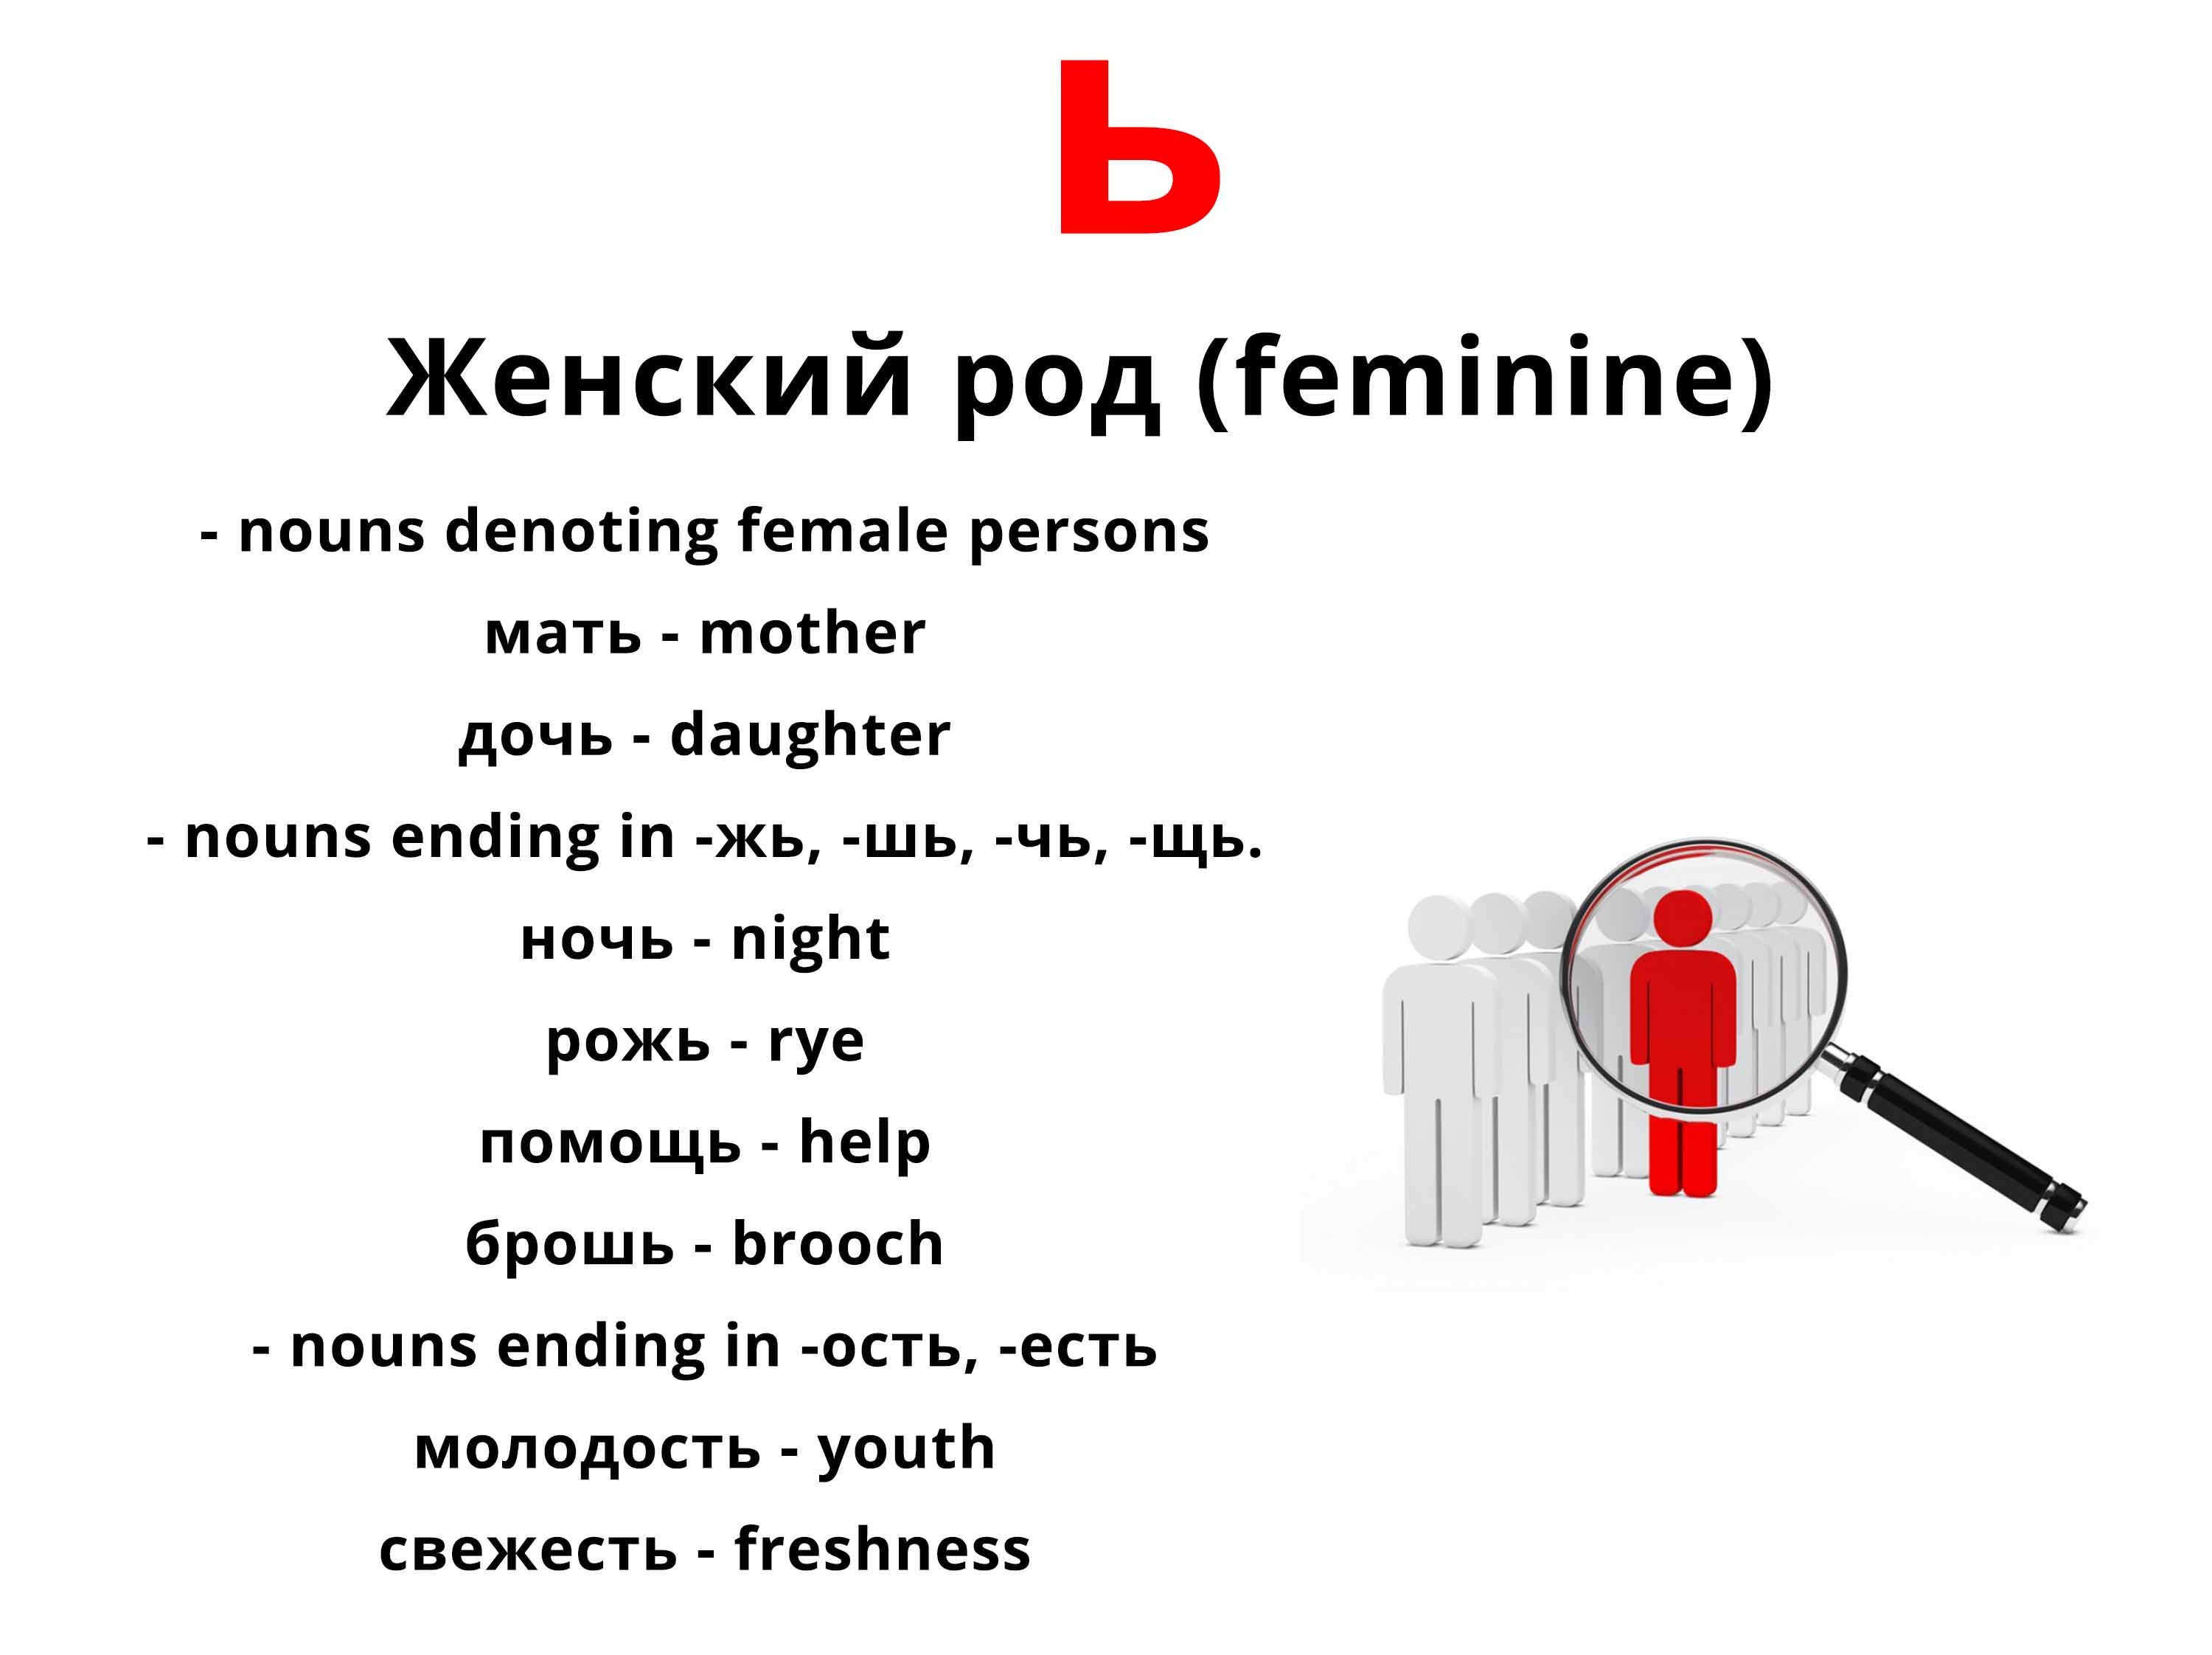 ь
Женский род (feminine)
- nouns denoting female persons
мать - mother
дочь - daughter
- nouns ending in -жь, -шь, -чь, -щь.
ночь - night
рожь - rye
помощь - help
брошь - brooch
- nouns ending in -ость, -есть
молодость - youth
свежесть - freshness